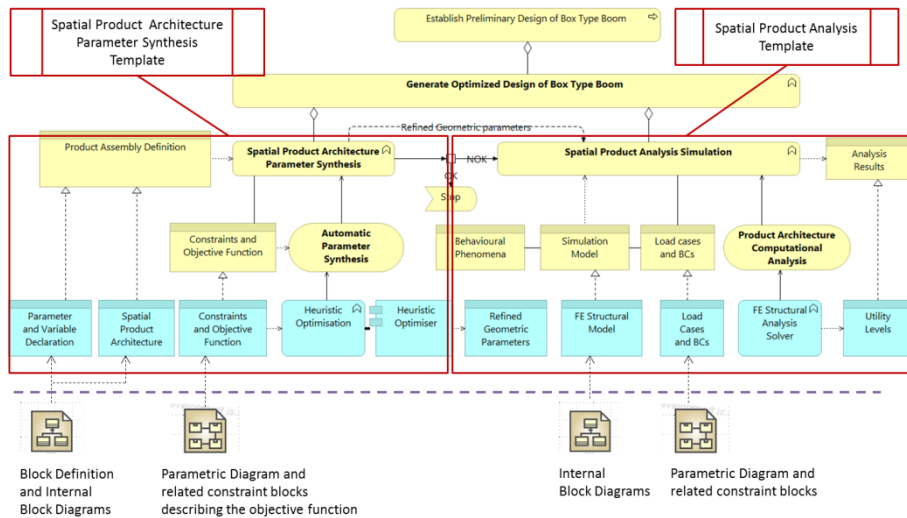 Spatial Product Architecture
Parameter Synthesis
Template
Establish Preliminary Design of Box Type Boom
Spatial Product Analysis
Template
Generate Optimized Design of Box Type Boom
Refined Geometric parameters
Product Assembly Definition
Spatial Product Architecture
Parameter Synthesis
NOK
OK
Stop
Spatial Product Analysis Simulation
Analysis
Results
Constraints and
Objective Function
Automatic
Parameter
Synthesis
Behavioural
Phenomena
Simulation
Model
Load cases
and BCs
Product Architecture
Computational
Analysis
Parameter
and Variable
Declaration
Spatial
Product
Architecture
Constraints
and Objective
Function
Heuristic
Optimisation
Heuristic
Optimiser
Refined
Geometric
Parameters
FE Structural
Model
Load
Cases
and BCs
FE Structural
Analysis
Solver
Utility
Levels
Block Definition
and Internal
Block Diagrams
Parametric Diagram and
related constraint blocks
describing the objective function
Internal
Block Diagrams
Parametric Diagram and
related constraint blocks